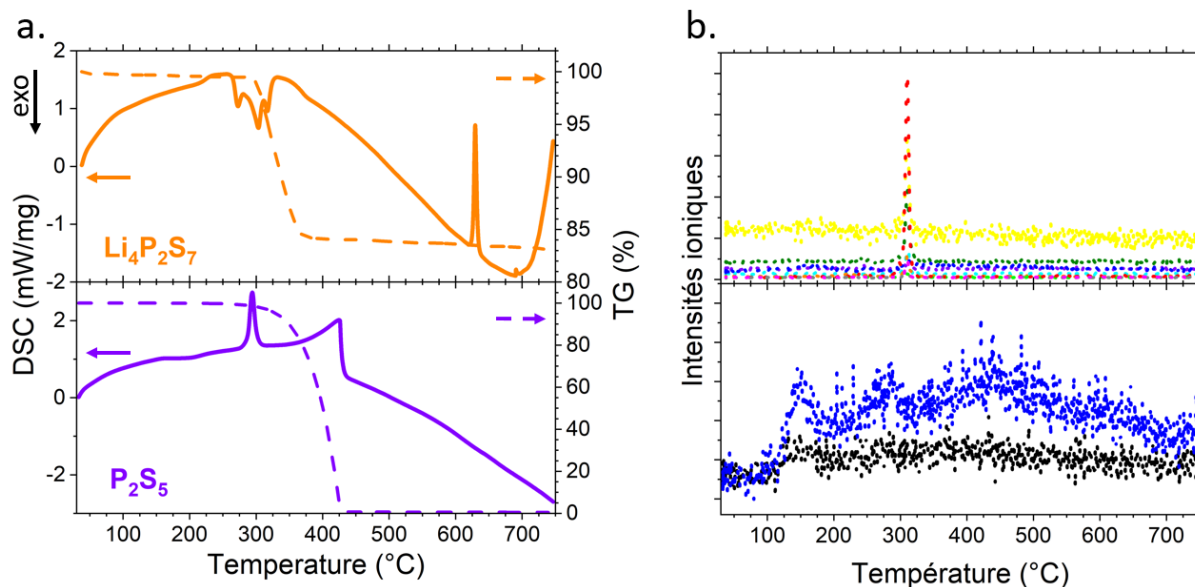 a.
b.
exo
DSC (mW/mg)
2
1
0
-1
-2
Li₄P₂S₇
100
95
90
85
80
TG (%)
2
0
-2
P₂S₅
100
80
60
40
20
0
100 200 300 400 500 600 700
Temperature (°C)
Intensités ioniques
100 200 300 400 500 600 700
Température (°C)